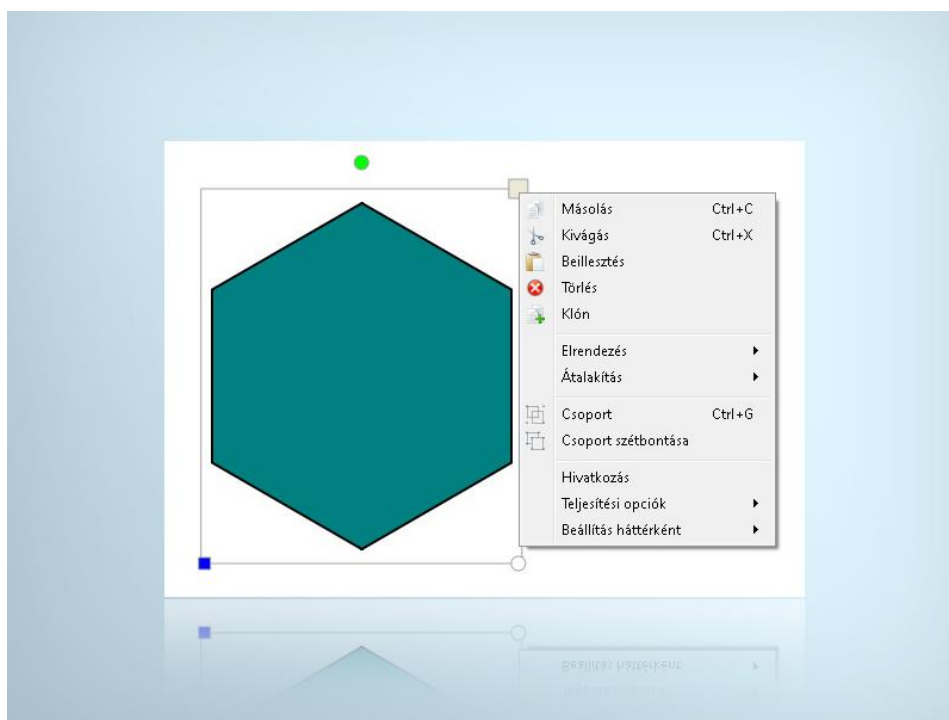 Másolás Ctrl+C
Kivágás Ctrl+X
Beillesztés
Törlés
Klón
Elrendezés
Átalakítás
Csoport Ctrl+G
Csoport szétbontása
Hivatkozás
Teljesítési opciók
Beállítás háttérként